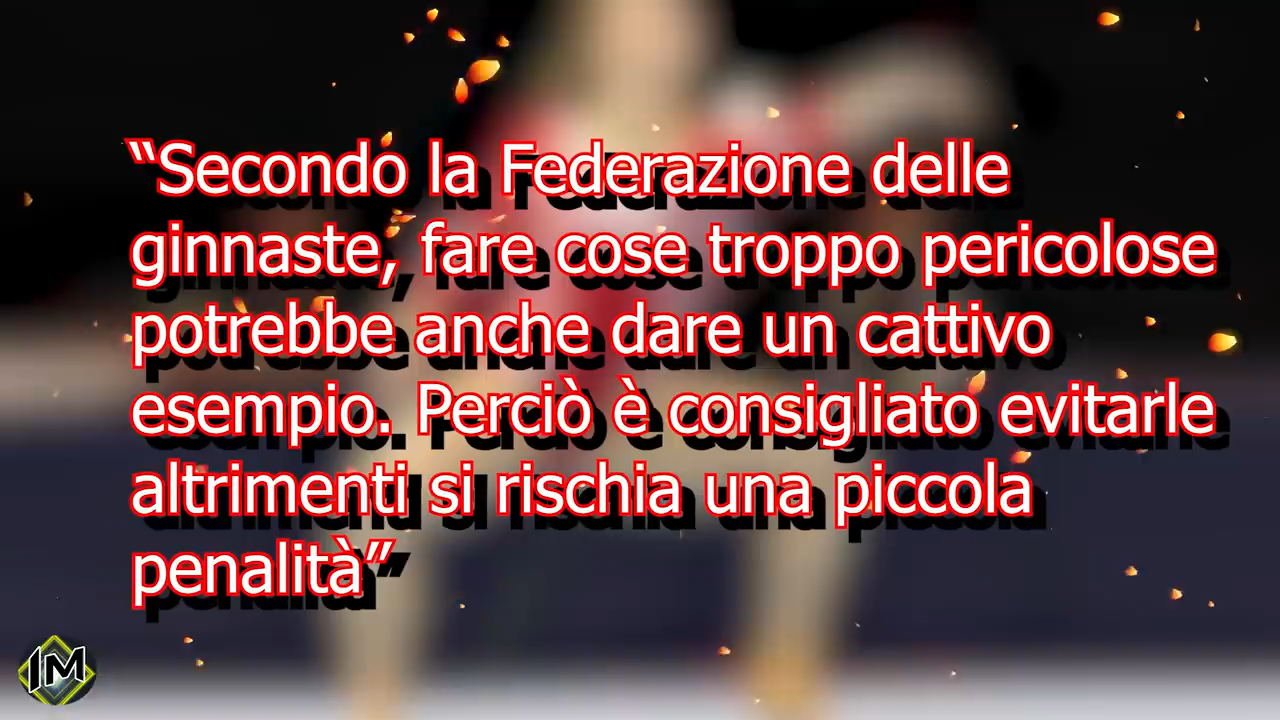 “Secondo la Federazione delle
ginnaste, fare cose troppo pericolose
potrebbe anche dare un cattivo
esempio. Perciò è consigliato evitarle
altrimenti si rischia una piccola
penalità”
IM